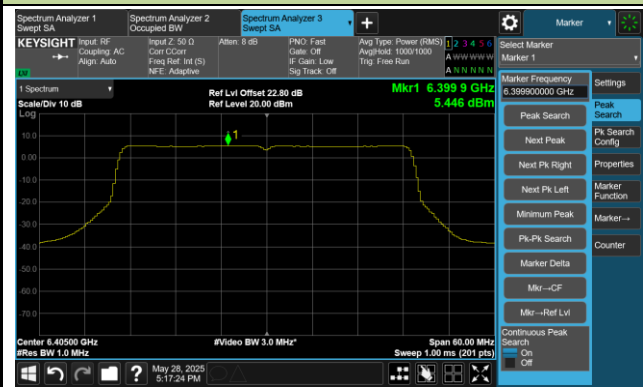 Spectrum Analyzer 1
Swept SA
Spectrum Analyzer 2
Occupied BW
Spectrum Analyzer 3
Swept SA
Marker
KEYSIGHT
Input: RF
Coupling: AC
Align: Auto
Input Z: 50 Ω
Corr CCorr
Freq Ref: Int (S)
NFE: Adaptive
Atten: 8 dB
PNO: Fast
Gate: Off
IF Gain: Low
Sig Track: Off
Avg Type: Power (RMS)
Avg|Hold: 1000/1000
Trig: Free Run
1 2 3 4 5 6
A W W W W W
A N N N N N
Select Marker
Marker 1
1 Spectrum
Scale/Div 10 dB
Log
Ref Lvl Offset 22.80 dB
Ref Level 20.00 dBm
Mkr1 6.399 9 GHz
5.446 dBm
1
10.0
0.00
-10.0
-20.0
-30.0
-40.0
-50.0
-60.0
-70.0
Center 6.40500 GHz
#Res BW 1.0 MHz
#Video BW 3.0 MHz*
Span 60.00 MHz
Sweep 1.00 ms (201 pts)
Marker Frequency
6.399900000 GHz
Peak Search
Next Peak
Next Pk Right
Next Pk Left
Minimum Peak
Pk-Pk Search
Marker Delta
Mkr→CF
Mkr→Ref Lvl
Continuous Peak
Search
On
Off
Settings
Peak
Search
Pk Search
Config
Properties
Marker
Function
Marker→
Counter
May 28, 2025
5:17:24 PM